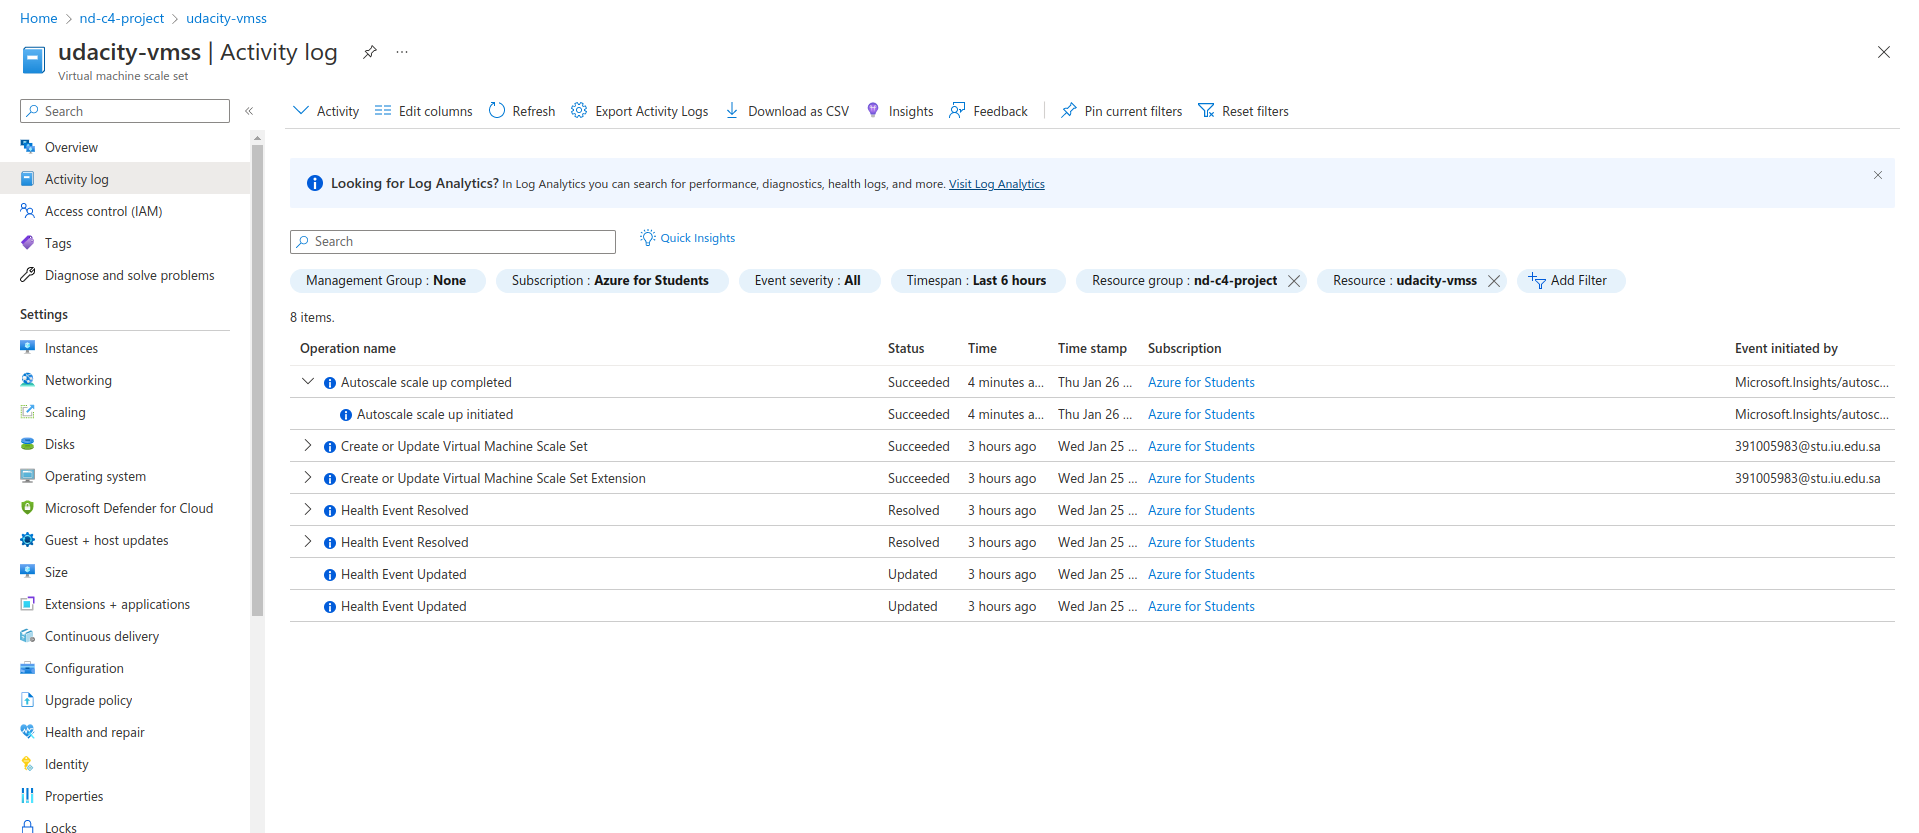 Home > nd-c4-project > udacity-vmss
udacity-vmss | Activity log
Virtual machine scale set
Search
Activity Edit columns Refresh Export Activity Logs Download as CSV Insights Feedback Pin current filters Reset filters
Overview
Activity log
Access control (IAM)
Tags
Diagnose and solve problems
Settings
Instances
Networking
Scaling
Disks
Operating system
Microsoft Defender for Cloud
Guest + host updates
Size
Extensions + applications
Continuous delivery
Configuration
Upgrade policy
Health and repair
Identity
Properties
Locks
Looking for Log Analytics? In Log Analytics you can search for performance, diagnostics, health logs, and more. Visit Log Analytics
Search Quick Insights
Management Group : None Subscription : Azure for Students Event severity : All Timespan : Last 6 hours Resource group : nd-c4-project Resource : udacity-vmss Add Filter
8 items.
Operation name Status Time Time stamp Subscription Event initiated by
Autoscale scale up completed Succeeded 4 minutes a... Thu Jan 26 ... Azure for Students Microsoft.Insights/autosc...
Autoscale scale up initiated Succeeded 4 minutes a... Thu Jan 26 ... Azure for Students Microsoft.Insights/autosc...
Create or Update Virtual Machine Scale Set Succeeded 3 hours ago Wed Jan 25 ... Azure for Students 391005983@stu.iu.edu.sa
Create or Update Virtual Machine Scale Set Extension Succeeded 3 hours ago Wed Jan 25 ... Azure for Students 391005983@stu.iu.edu.sa
Health Event Resolved Resolved 3 hours ago Wed Jan 25 ... Azure for Students
Health Event Resolved Resolved 3 hours ago Wed Jan 25 ... Azure for Students
Health Event Updated Updated 3 hours ago Wed Jan 25 ... Azure for Students
Health Event Updated Updated 3 hours ago Wed Jan 25 ... Azure for Students